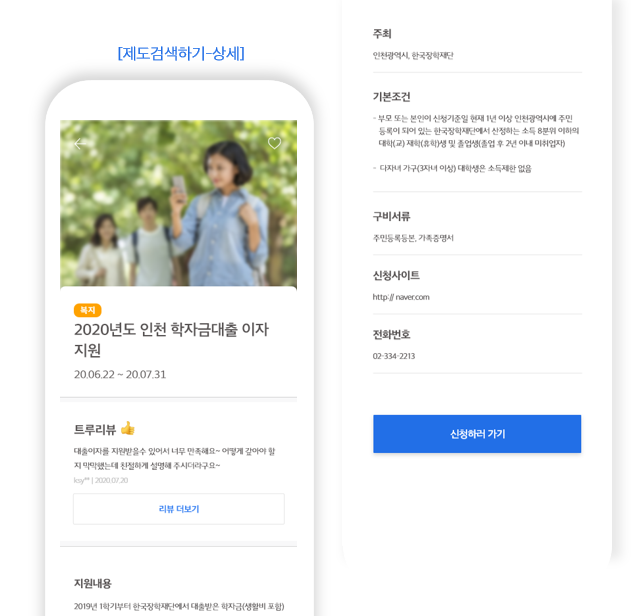 [제도검색하기-상세]
복지
2020년도 인천 학자금대출 이자
지원
20.06.22 ~ 20.07.31
트루리뷰 👍
대출이자를 지원받을수 있어서 너무 만족해요~ 어떻게 갚아야 할
지 막막했는데 친절하게 설명해 주시더라구요~
ksy** | 2020.07.20
리뷰 더보기
지원내용
2019년 1학기부터 한국장학재단에서 대출받은 학자금(생활비 포함)
주최
인천광역시, 한국장학재단
기본조건
- 부모 또는 본인이 신청기준일 현재 1년 이상 인천광역시에 주민
등록이 되어 있는 한국장학재단에서 산정하는 소득 8분위 이하의
대학(교) 재학(휴학)생 및 졸업생(졸업 후 2년 이내 미취업자)
- 다자녀 가구(3자녀 이상) 대학생은 소득제한 없음
구비서류
주민등록등본, 가족증명서
신청사이트
http:// naver.com
전화번호
02-334-2213
신청하러 가기